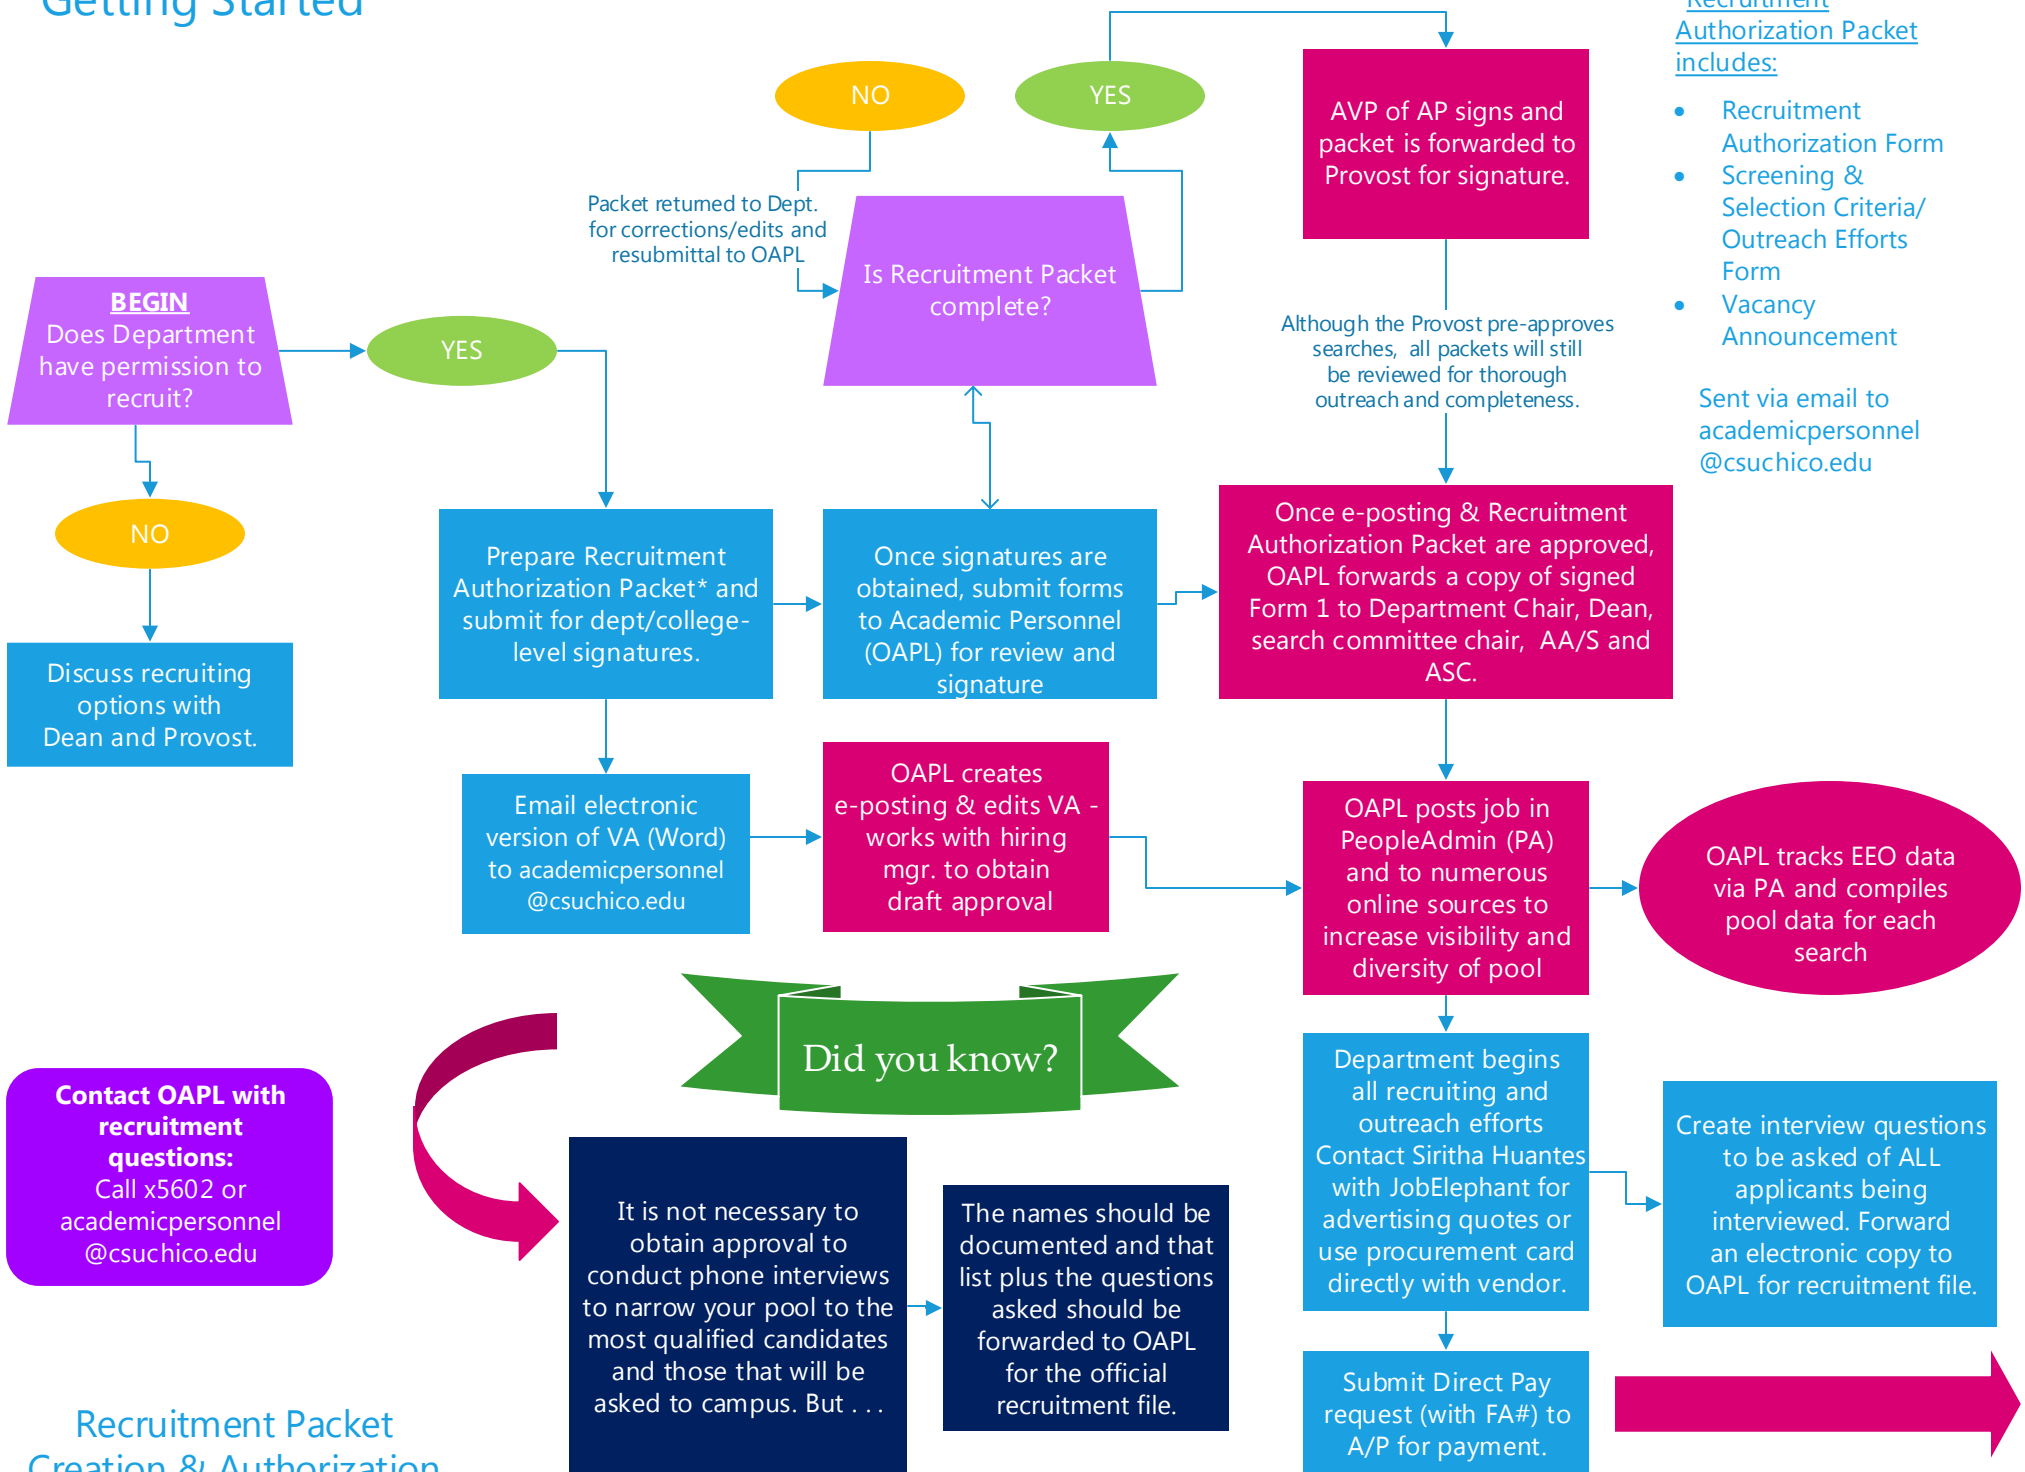 Getting Started
Recruitment
Authorization Packet
includes:
• Recruitment
Authorization Form
• Screening &
Selection Criteria/
Outreach Efforts
Form
• Vacancy
Announcement
Sent via email to
academicpersonnel
@csuchico.edu
NO
YES
AVP of AP signs and
packet is forwarded to
Provost for signature.
Packet returned to Dept.
for corrections/edits and
resubmittal to OAPL
Is Recruitment Packet
complete?
BEGIN
Does Department
have permission to
recruit?
YES
Although the Provost pre-approves
searches, all packets will still
be reviewed for thorough
outreach and completeness.
NO
Discuss recruiting
options with
Dean and Provost.
Prepare Recruitment
Authorization Packet* and
submit for dept/college-
level signatures.
Once signatures are
obtained, submit forms
to Academic Personnel
(OAPL) for review and
signature
Once e-posting & Recruitment
Authorization Packet are approved,
OAPL forwards a copy of signed
Form 1 to Department Chair, Dean,
search committee chair, AA/S and
ASC.
Email electronic
version of VA (Word)
to academicpersonnel
@csuchico.edu
OAPL creates
e-posting & edits VA -
works with hiring
mgr. to obtain
draft approval
OAPL posts job in
PeopleAdmin (PA)
and to numerous
online sources to
increase visibility and
diversity of pool
OAPL tracks EEO data
via PA and compiles
pool data for each
search
Did you know?
Contact OAPL with
recruitment
questions:
Call x5602 or
academicpersonnel
@csuchico.edu
It is not necessary to
obtain approval to
conduct phone interviews
to narrow your pool to the
most qualified candidates
and those that will be
asked to campus. But . . .
The names should be
documented and that
list plus the questions
asked should be
forwarded to OAPL
for the official
recruitment file.
Department begins
all recruiting and
outreach efforts
Contact Siritha Huantes
with JobElephant for
advertising quotes or
use procurement card
directly with vendor.
Create interview questions
to be asked of ALL
applicants being
interviewed. Forward
an electronic copy to
OAPL for recruitment file.
Submit Direct Pay
request (with FA#) to
A/P for payment.
Recruitment Packet
Creation & Authorization